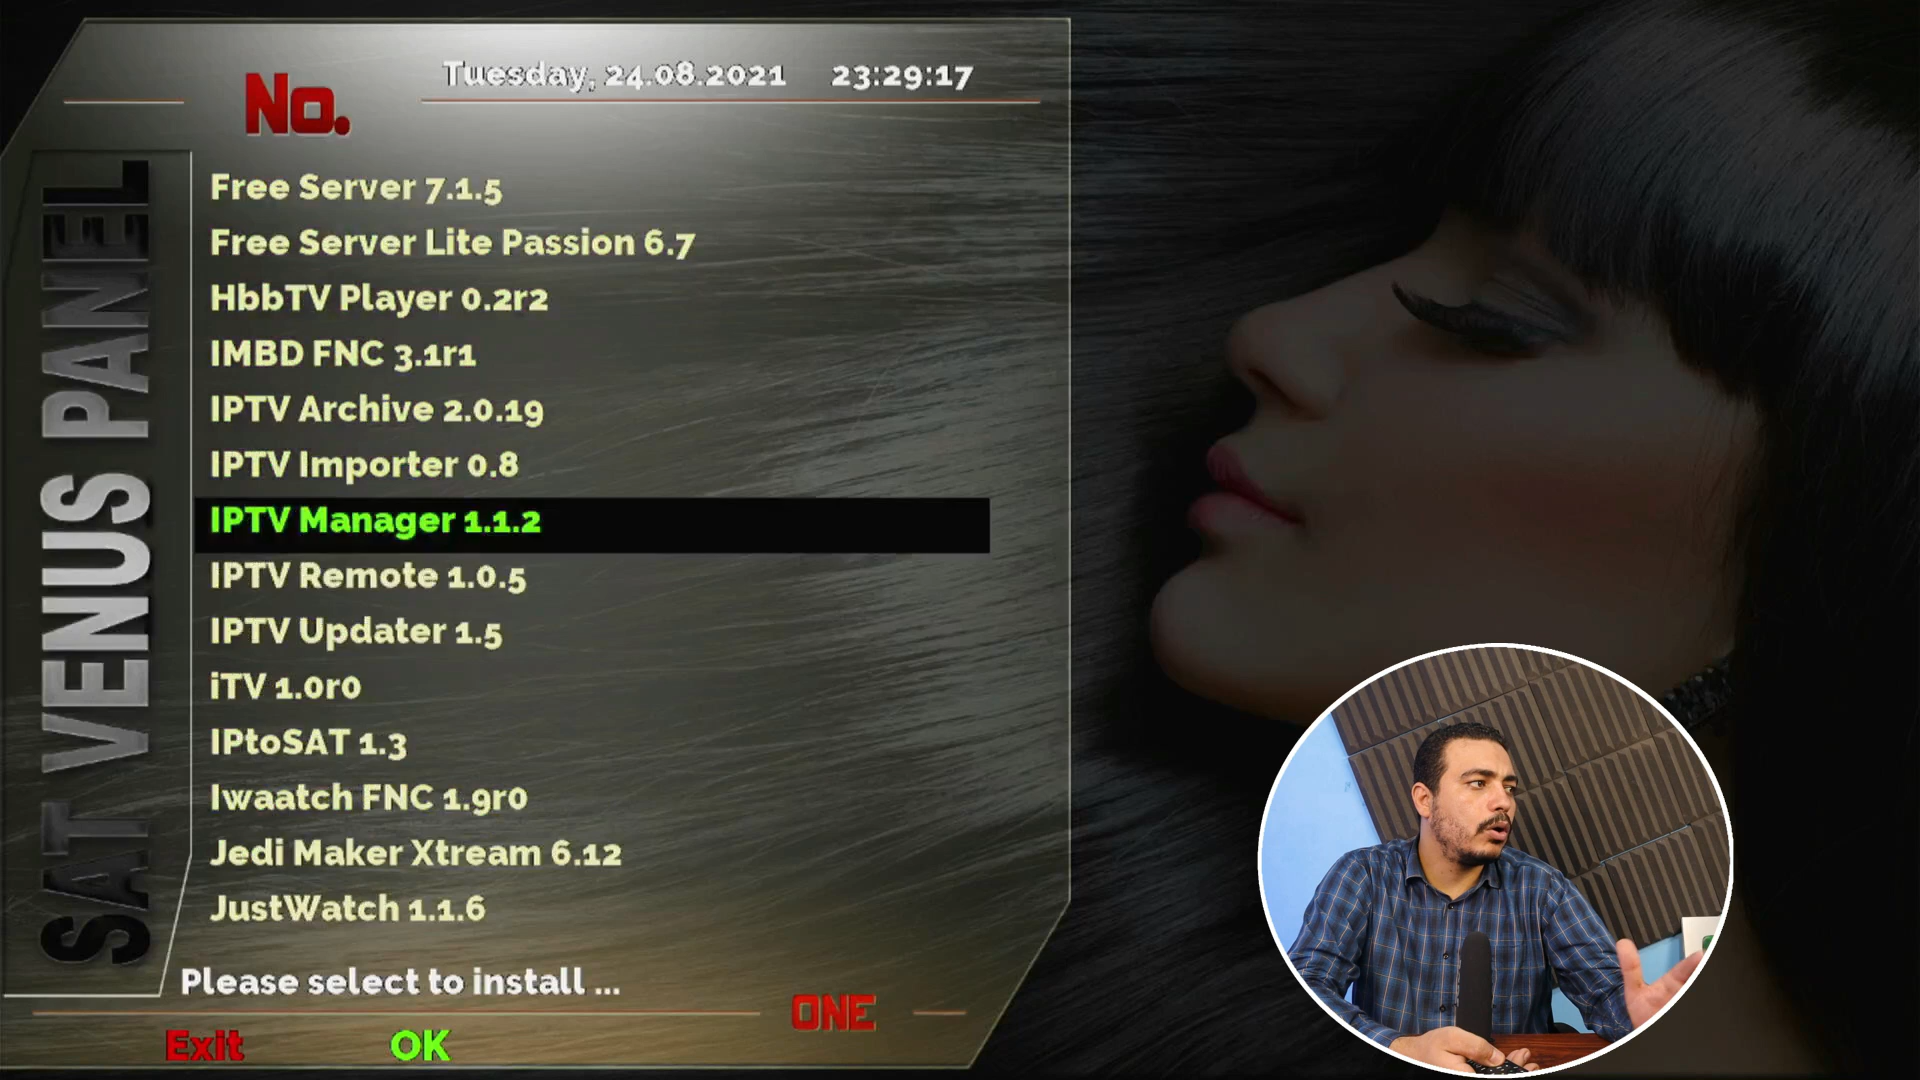 No.
Tuesday, 24.08.2021 23:29:17
SAT VENUS PANEL
Free Server 7.1.5
Free Server Lite Passion 6.7
HbbTV Player 0.2r2
IMBD FNC 3.1r1
IPTV Archive 2.0.19
IPTV Importer 0.8
IPTV Manager 1.1.2
IPTV Remote 1.0.5
IPTV Updater 1.5
iTV 1.0r0
IPtoSAT 1.3
Iwaatch FNC 1.9r0
Jedi Maker Xtream 6.12
JustWatch 1.1.6
Please select to install ...
ONE
Exit OK